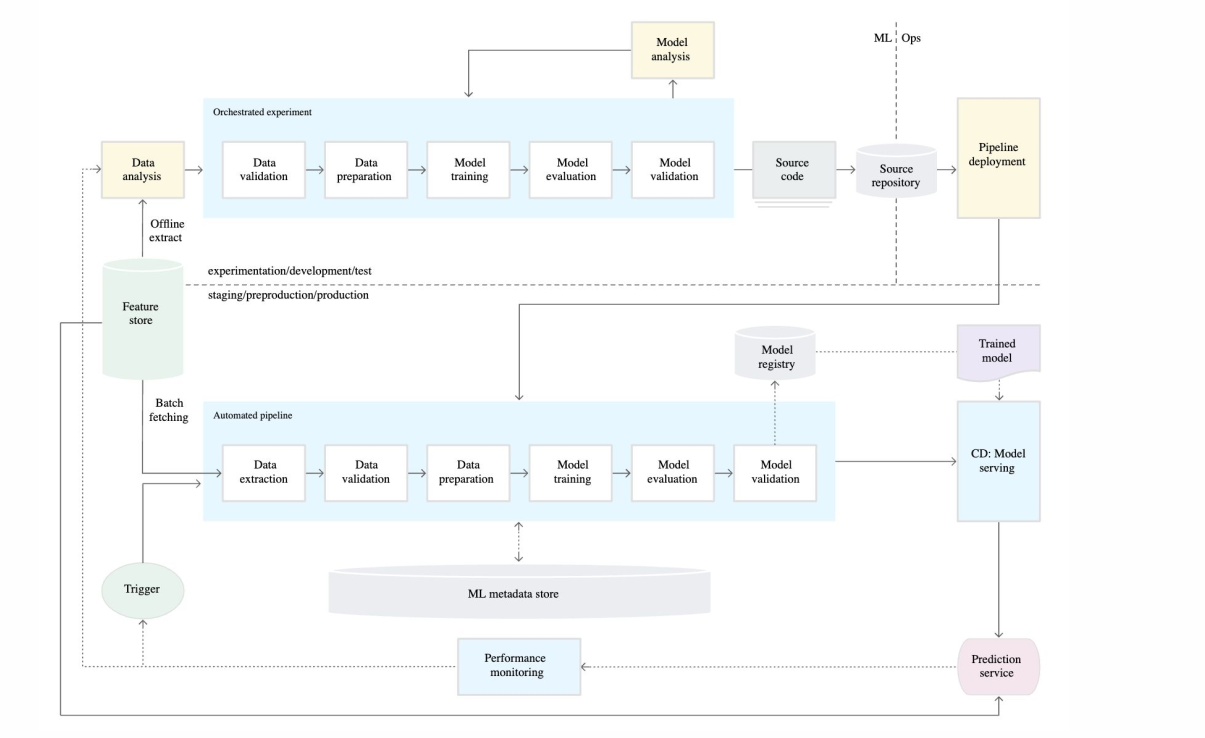 Model
analysis
ML
Ops
Orchestrated experiment
Data
analysis
Data
validation
Data
preparation
Model
training
Model
evaluation
Model
validation
Source
code
Source
repository
Pipeline
deployment
Offline
extract
experimentation/development/test
staging/preproduction/production
Feature
store
Model
registry
Trained
model
Batch
fetching
Automated pipeline
Data
extraction
Data
validation
Data
preparation
Model
training
Model
evaluation
Model
validation
CD: Model
serving
Trigger
ML metadata store
Performance
monitoring
Prediction
service